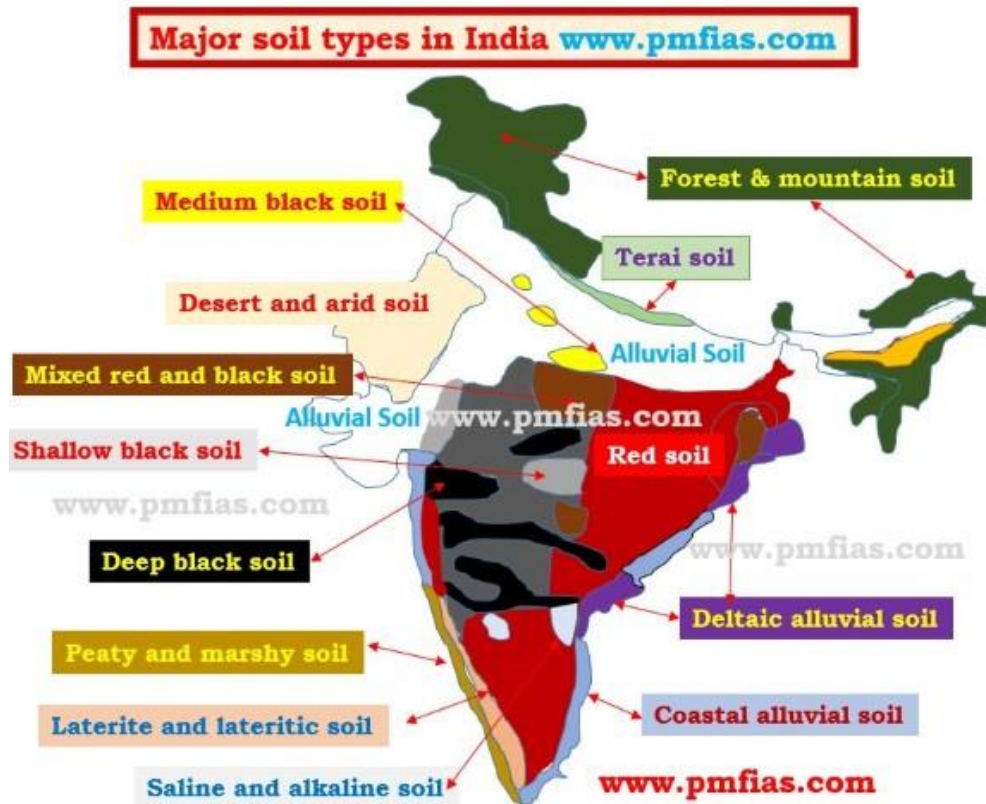 Major soil types in India www.pmfias.com
Forest & mountain soil
Medium black soil
Terai soil
Desert and arid soil
Alluvial Soil
Mixed red and black soil
Alluvial Soil
www.pmfias.com
Shallow black soil
Red soil
www.pmfias.com
www.pmfias.com
Deep black soil
Deltaic alluvial soil
Peaty and marshy soil
Coastal alluvial soil
Laterite and lateritic soil
www.pmfias.com
Saline and alkaline soil